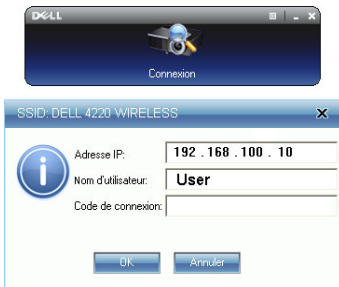 DELL
Connexion
SSID: DELL 4220 WIRELESS
Adresse IP: 192 . 168 . 100 . 10
Nom d'utilisateur: User
Code de connexion:
OK Annuler